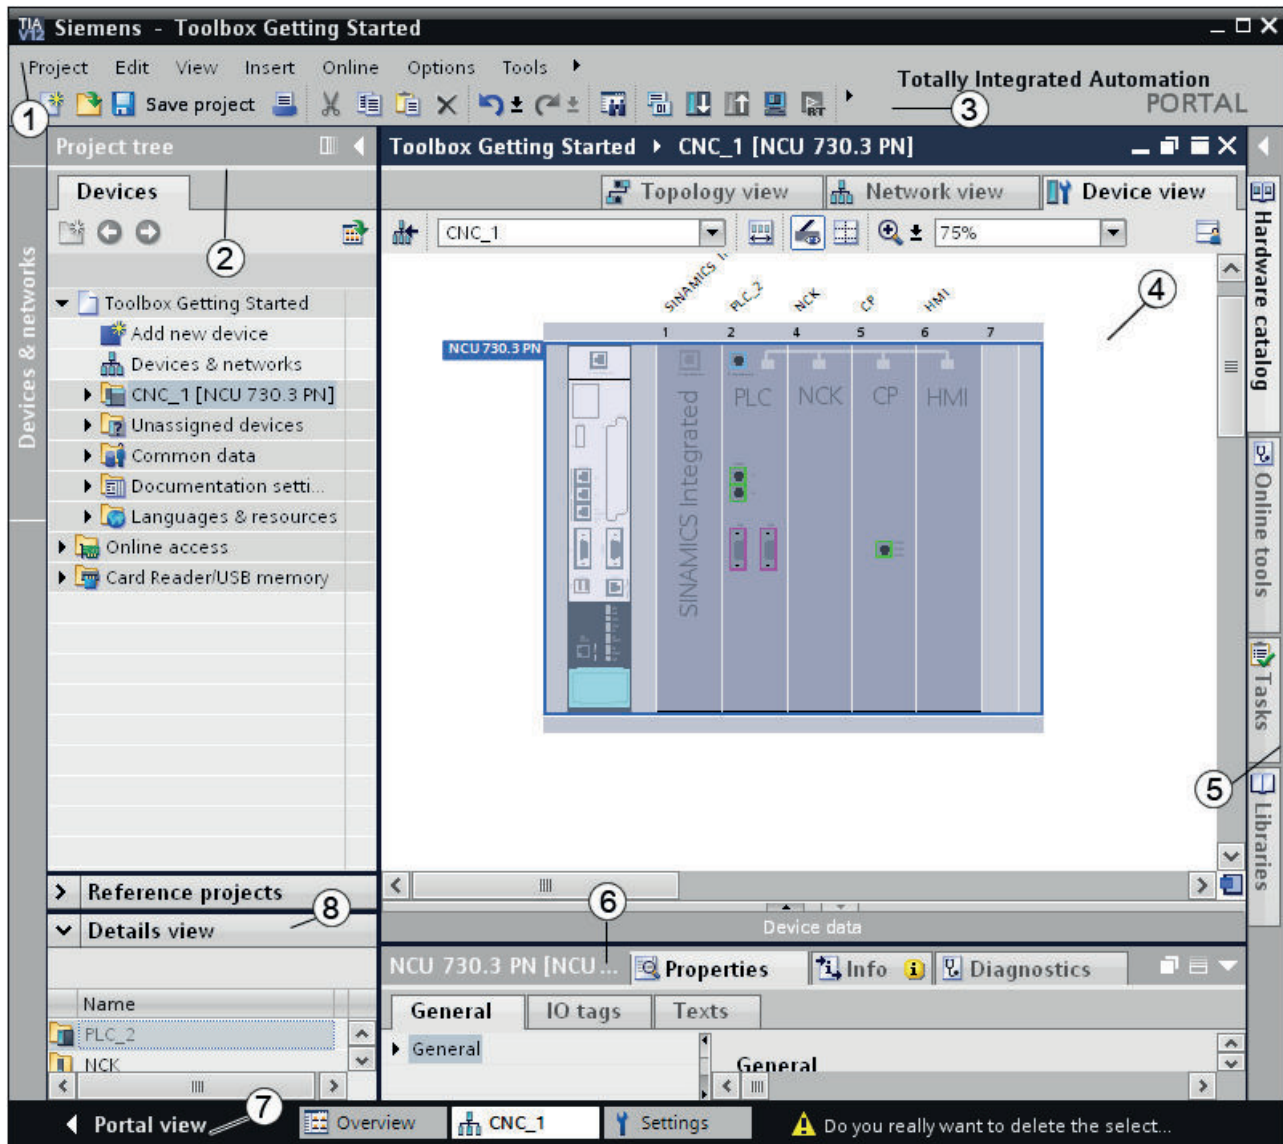 TIA V12 Siemens - Toolbox Getting Started
Project Edit View Insert Online Options Tools
Save project
Totally Integrated Automation
PORTAL
1
3
Project tree
Toolbox Getting Started ▸ CNC_1 [NCU 730.3 PN]
Devices
Topology view
Network view
Device view
2
CNC_1
75%
Devices & networks
Toolbox Getting Started
Add new device
Devices & networks
CNC_1 [NCU 730.3 PN]
Unassigned devices
Common data
Documentation setti...
Languages & resources
Online access
Card Reader/USB memory
4
SINAMICS
PLC_2
NCK
CP
HMI
1 2 4 5 6 7
NCU 730.3 PN
SINAMICS Integrated
PLC
NCK
CP
HMI
Hardware catalog
Online tools
Tasks
5
Libraries
Reference projects
8
Details view
6
Device data
NCU 730.3 PN [NCU ...
Properties
Info
Diagnostics
General
IO tags
Texts
Name
PLC_2
NCK
General
General
7
Portal view
Overview
CNC_1
Settings
Do you really want to delete the select...